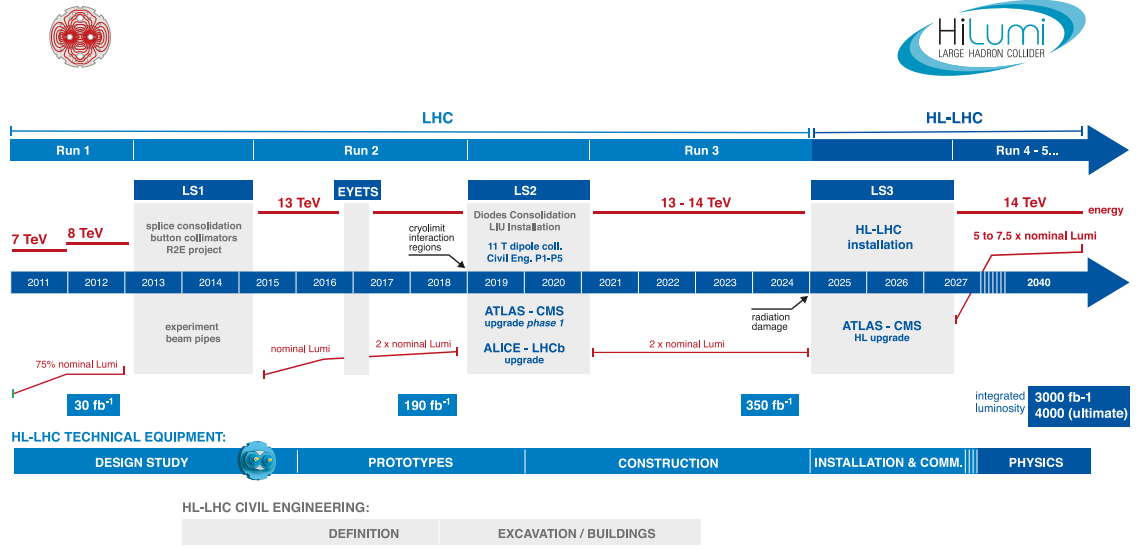 HiLumi
LARGE HADRON COLLIDER
LHC
HL-LHC
Run 1
Run 2
Run 3
Run 4 - 5...
LS1
EYETS
LS2
LS3
splice consolidation
button collimators
R2E project
13 TeV
Diodes Consolidation
LIU Installation
11 T dipole coll.
Civil Eng. P1-P5
13 - 14 TeV
HL-LHC
installation
14 TeV
energy
7 TeV
8 TeV
cryolimit
interaction
regions
5 to 7.5 x nominal Lumi
2011
2012
2013
2014
2015
2016
2017
2018
2019
2020
2021
2022
2023
2024
2025
2026
2027
2040
experiment
beam pipes
ATLAS - CMS
upgrade phase 1
ALICE - LHCb
upgrade
radiation
damage
ATLAS - CMS
HL upgrade
75% nominal Lumi
nominal Lumi
2 x nominal Lumi
2 x nominal Lumi
30 fb-1
190 fb-1
350 fb-1
integrated
luminosity
3000 fb-1
4000 (ultimate)
HL-LHC TECHNICAL EQUIPMENT:
DESIGN STUDY
PROTOTYPES
CONSTRUCTION
INSTALLATION & COMM.
PHYSICS
HL-LHC CIVIL ENGINEERING:
DEFINITION
EXCAVATION / BUILDINGS